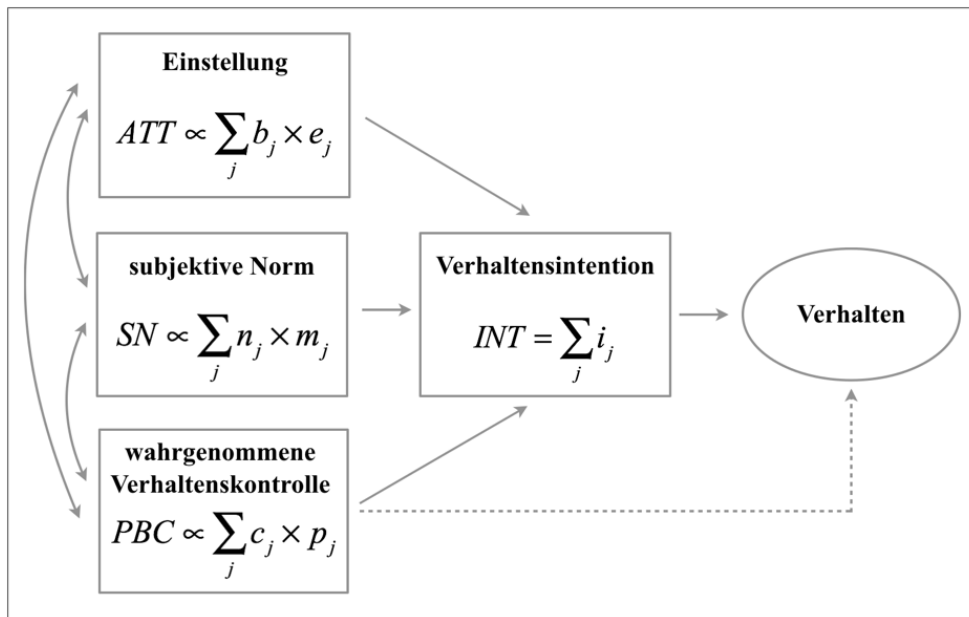 Einstellung
ATT ∝ ∑_j b_j × e_j
subjektive Norm
SN ∝ ∑_j n_j × m_j
wahrgenommene
Verhaltenskontrolle
PBC ∝ ∑_j c_j × p_j
Verhaltensintention
INT = ∑_j i_j
Verhalten